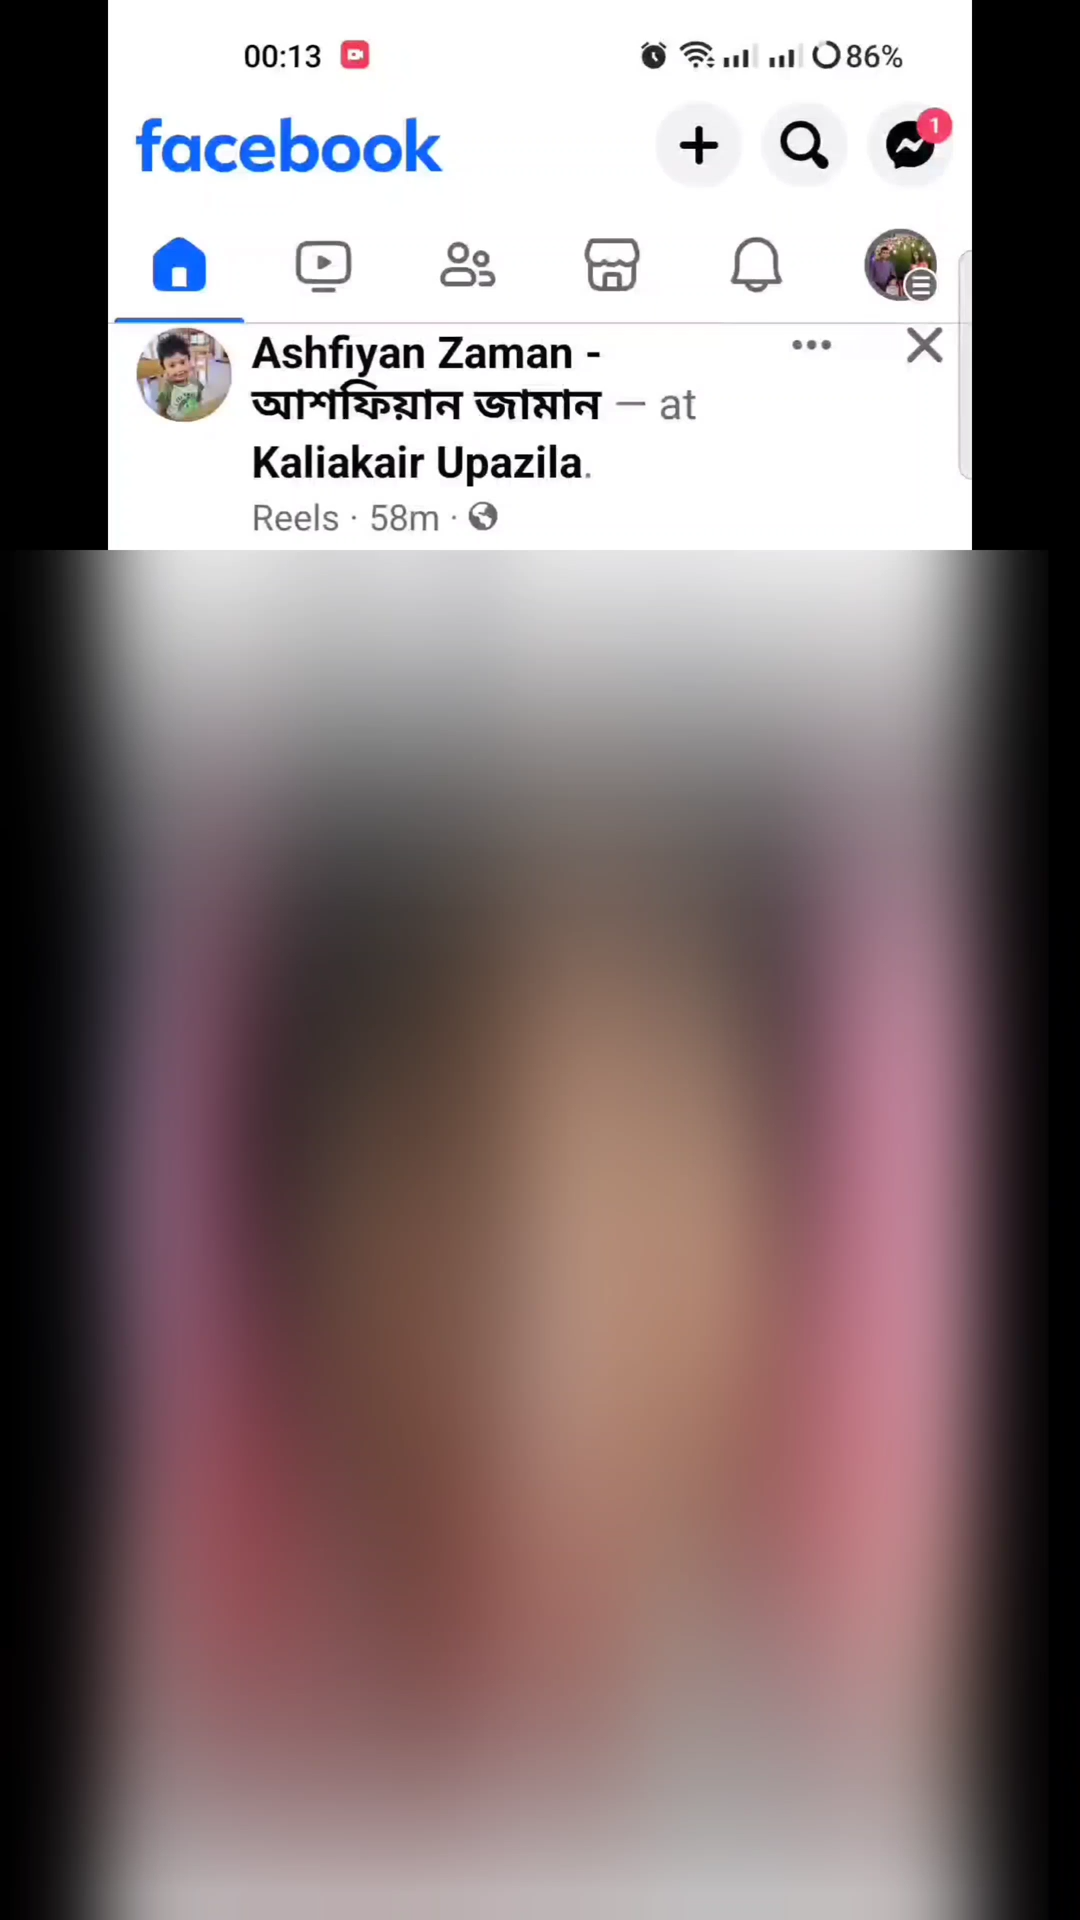 00:13 86%
facebook
1
Ashfiyan Zaman -
আশফিয়ান জামান — at
Kaliakair Upazila.
Reels · 58m ·